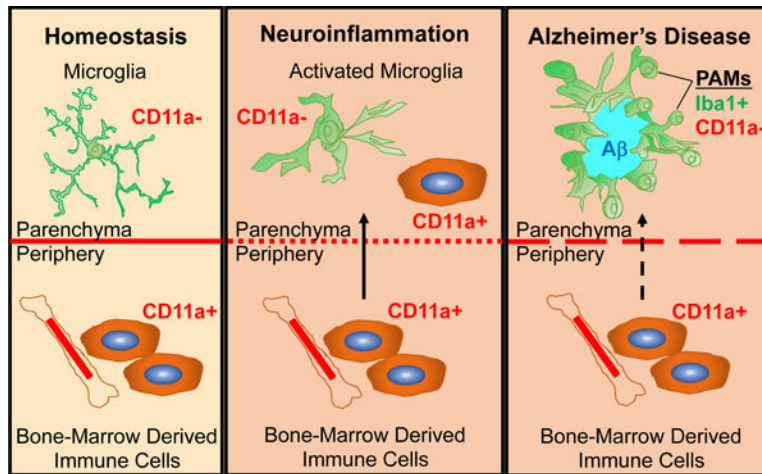 Homeostasis
Microglia
CD11a-
Parenchyma
Periphery
CD11a+
Bone-Marrow Derived
Immune Cells
Neuroinflammation
Activated Microglia
CD11a-
CD11a+
Parenchyma
Periphery
CD11a+
Bone-Marrow Derived
Immune Cells
Alzheimer's Disease
PAMs
Iba1+
CD11a-
Aβ
Parenchyma
Periphery
CD11a+
Bone-Marrow Derived
Immune Cells